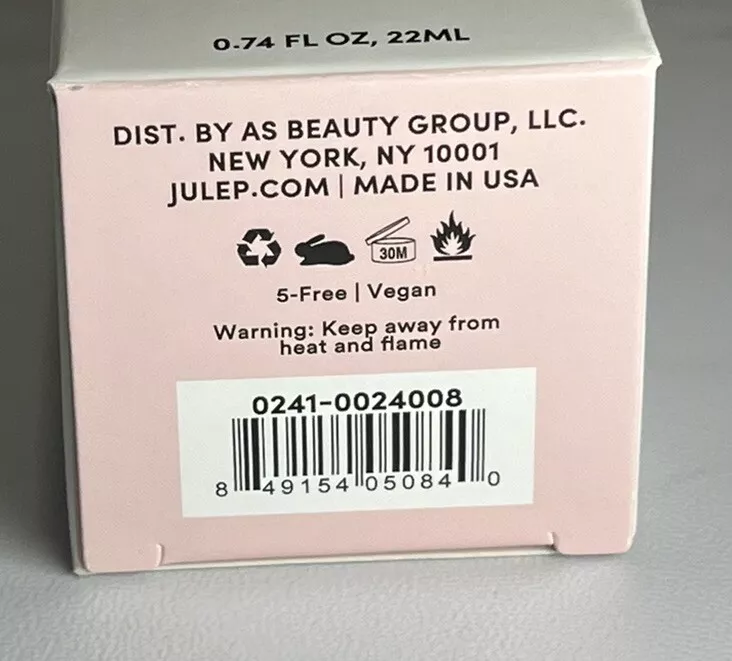 0.74 FL OZ, 22ML
DIST. BY AS BEAUTY GROUP, LLC.
NEW YORK, NY 10001
JULEP.COM | MADE IN USA
30M
5-Free | Vegan
Warning: Keep away from
heat and flame
0241-0024008
8 49154 05084 0